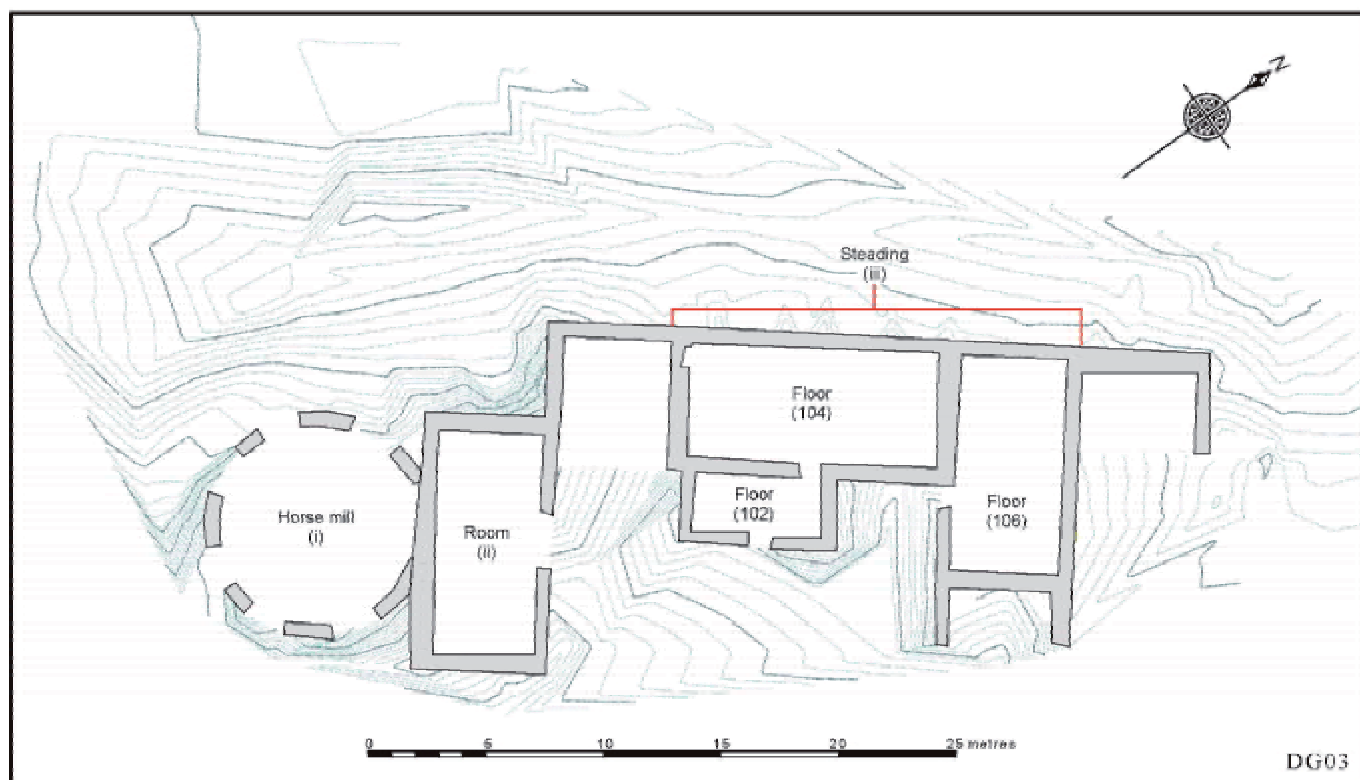 N
Steading
(iii)
Floor
(104)
Floor
(102)
Floor
(106)
Horse mill
(i)
Room
(ii)
0 5 10 15 20 25 metres
DG03